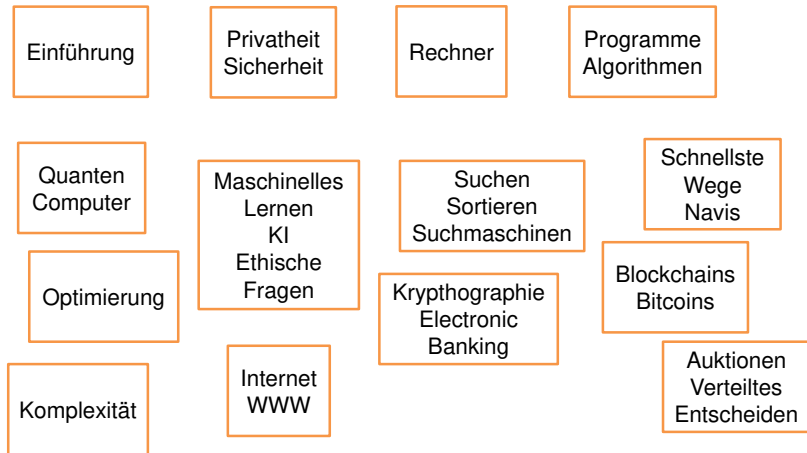 Einführung
Privatheit
Sicherheit
Rechner
Programme
Algorithmen
Quanten
Computer
Maschinelles
Lernen
KI
Ethische
Fragen
Suchen
Sortieren
Suchmaschinen
Schnellste
Wege
Navis
Optimierung
Krypthographie
Electronic
Banking
Blockchains
Bitcoins
Komplexität
Internet
WWW
Auktionen
Verteiltes
Entscheiden